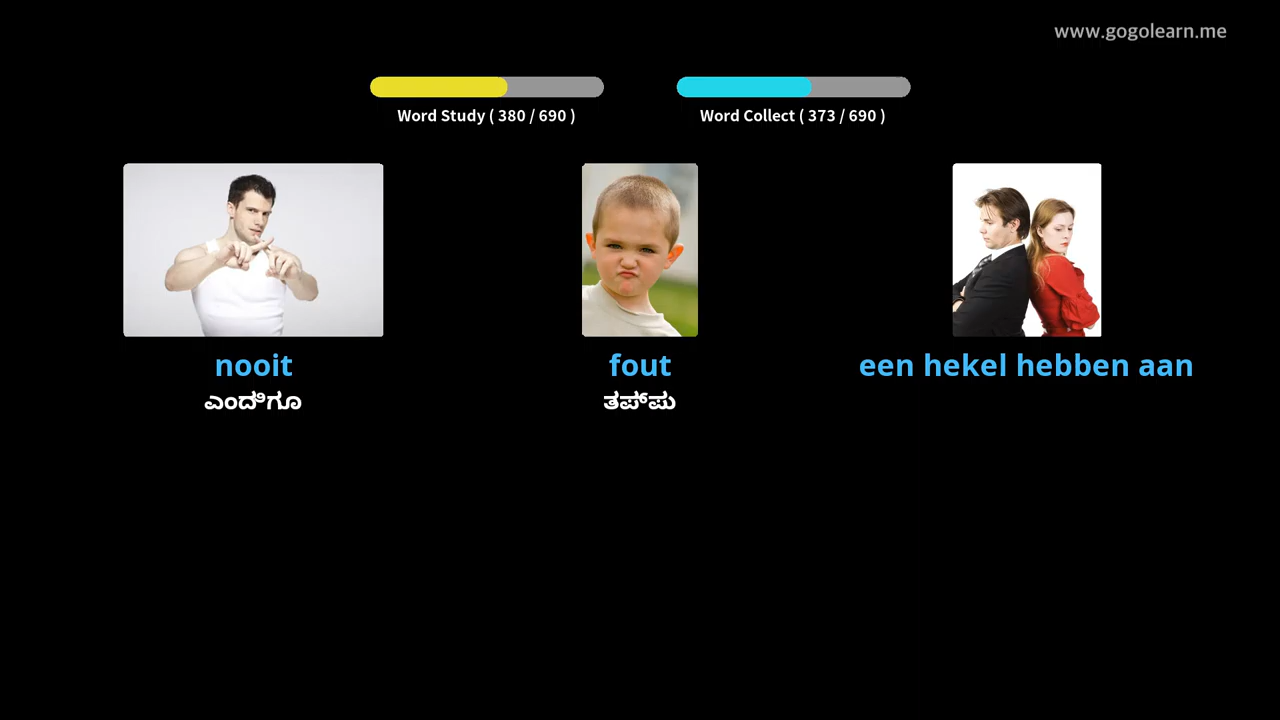 www.gogolearn.me
Word Study ( 380 / 690 )
Word Collect ( 373 / 690 )
nooit
fout
een hekel hebben aan
ಎಂದಿಗೂ
ತಪ್ಪು